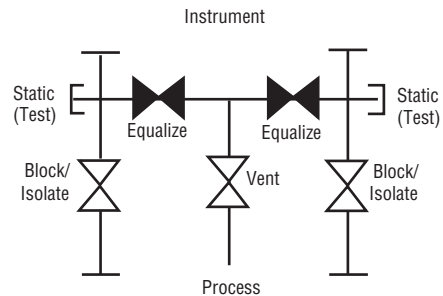 Instrument
Static
(Test)
Equalize
Equalize
Static
(Test)
Block/
Isolate
Vent
Block/
Isolate
Process